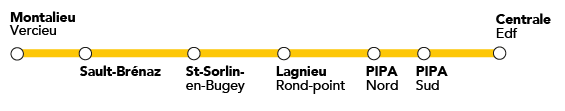 Montalieu
Vercieu
Sault-Brénaz
St-Sorlin-
en-Bugey
Lagnieu
Rond-point
PIPA
Nord
PIPA
Sud
Centrale
Edf